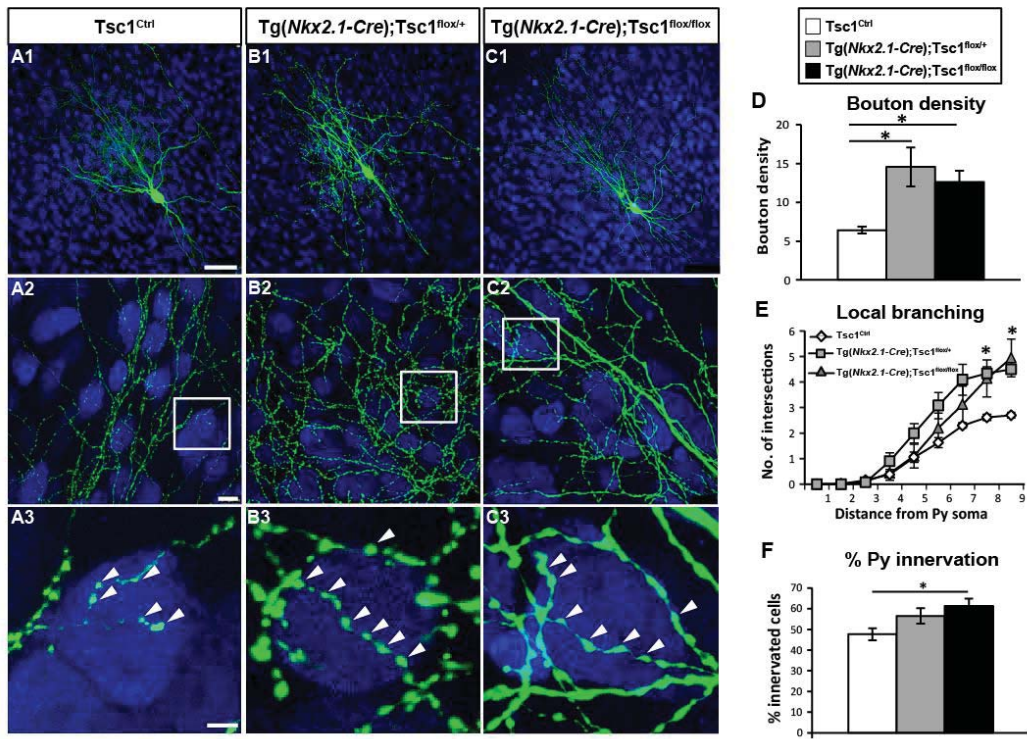 Tsc1Ctrl
Tg(Nkx2.1-Cre);Tsc1flox/+
Tg(Nkx2.1-Cre);Tsc1flox/flox
A1
B1
C1
A2
B2
C2
A3
B3
C3
Tsc1Ctrl
Tg(Nkx2.1-Cre);Tsc1flox/+
Tg(Nkx2.1-Cre);Tsc1flox/flox
D
Bouton density
Bouton density
20
15
10
5
0
*
*
E
Local branching
Tsc1Ctrl
Tg(Nkx2.1-Cre);Tsc1flox/+
Tg(Nkx2.1-Cre);Tsc1flox/flox
No. of intersections
6
5
4
3
2
1
0
* *
1 2 3 4 5 6 7 8 9
Distance from Py soma
F
% Py innervation
% innervated cells
70
60
50
40
30
20
10
0
*